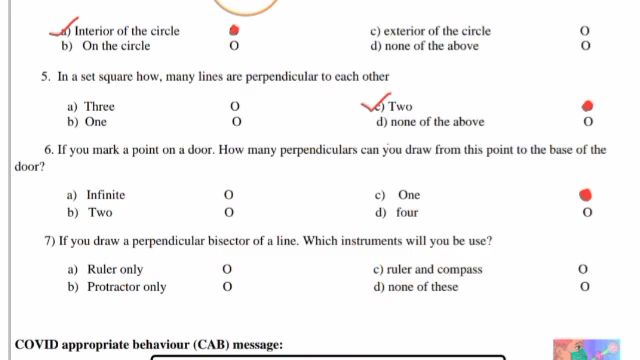 a) Interior of the circle O c) exterior of the circle O
b) On the circle O d) none of the above O
5. In a set square how, many lines are perpendicular to each other
a) Three O c) Two
b) One O d) none of the above O
6. If you mark a point on a door. How many perpendiculars can you draw from this point to the base of the
door?
a) Infinite O c) One
b) Two O d) four O
7) If you draw a perpendicular bisector of a line. Which instruments will you be use?
a) Ruler only O c) ruler and compass O
b) Protractor only O d) none of these O
COVID appropriate behaviour (CAB) message: